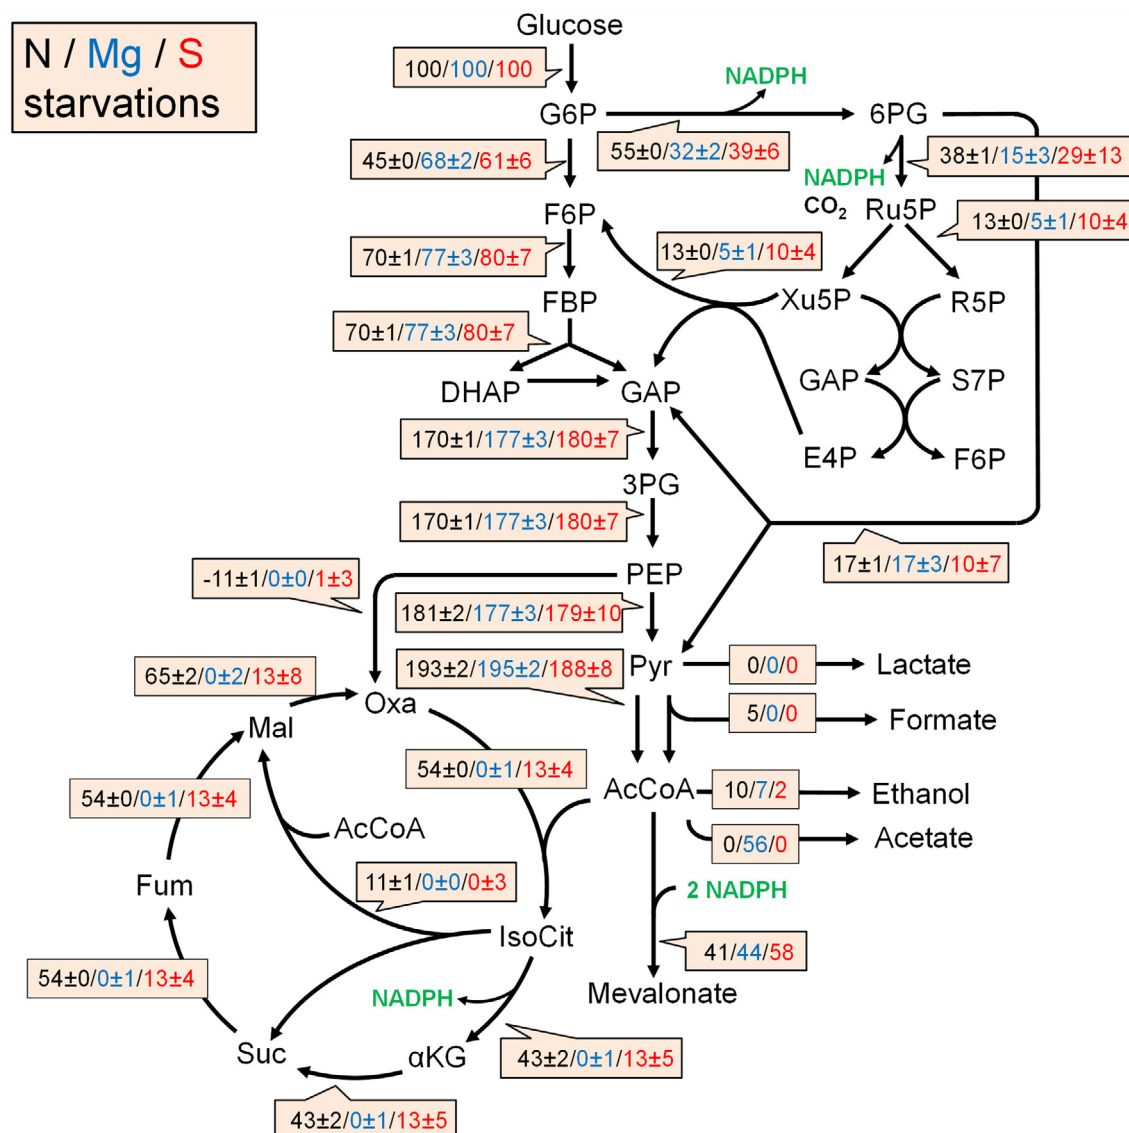 N / Mg / S
starvations
Glucose
100/100/100
NADPH
G6P
6PG
45±0/68±2/61±6
55±0/32±2/39±6
38±1/15±3/29±13
NADPH
CO₂
Ru5P
F6P
13±0/5±1/10±4
13±0/5±1/10±4
70±1/77±3/80±7
FBP
Xu5P
R5P
70±1/77±3/80±7
DHAP
GAP
GAP
S7P
170±1/177±3/180±7
E4P
F6P
3PG
170±1/177±3/180±7
17±1/17±3/10±7
-11±1/0±0/1±3
PEP
181±2/177±3/179±10
65±2/0±2/13±8
193±2/195±2/188±8
Pyr
0/0/0
Lactate
Oxa
Mal
5/0/0
Formate
54±0/0±1/13±4
54±0/0±1/13±4
AcCoA
10/7/2
Ethanol
AcCoA
0/56/0
Acetate
Fum
11±1/0±0/0±3
2 NADPH
IsoCit
41/44/58
54±0/0±1/13±4
NADPH
Mevalonate
Suc
αKG
43±2/0±1/13±5
43±2/0±1/13±5